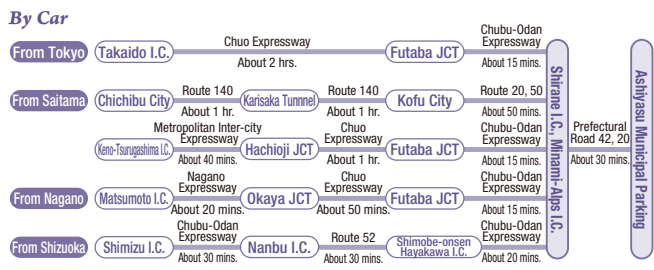 By Car
From Tokyo
Takaido I.C.
Chuo Expressway
About 2 hrs.
Futaba JCT
Chubu-Odan
Expressway
About 15 mins.
From Saitama
Chichibu City
Route 140
About 1 hr.
Karisaka Tunnnel
Route 140
About 1 hr.
Kofu City
Route 20, 50
About 50 mins.
Keno-Tsurugashima I.C.
Metropolitan Inter-city
Expressway
About 40 mins.
Hachioji JCT
Chuo
Expressway
About 1 hr.
Futaba JCT
Chubu-Odan
Expressway
About 15 mins.
From Nagano
Matsumoto I.C.
Nagano
Expressway
About 20 mins.
Okaya JCT
Chuo
Expressway
About 50 mins.
Futaba JCT
Chubu-Odan
Expressway
About 15 mins.
From Shizuoka
Shimizu I.C.
Chubu-Odan
Expressway
About 30 mins.
Nanbu I.C.
Route 52
About 30 mins.
Shimobe-onsen
Hayakawa I.C.
Chubu-Odan
Expressway
About 20 mins.
Shirane I.C., Minami-Alps I.C.
Prefectural
Road 42, 20
About 30 mins.
Ashiyasu Municipal Parking